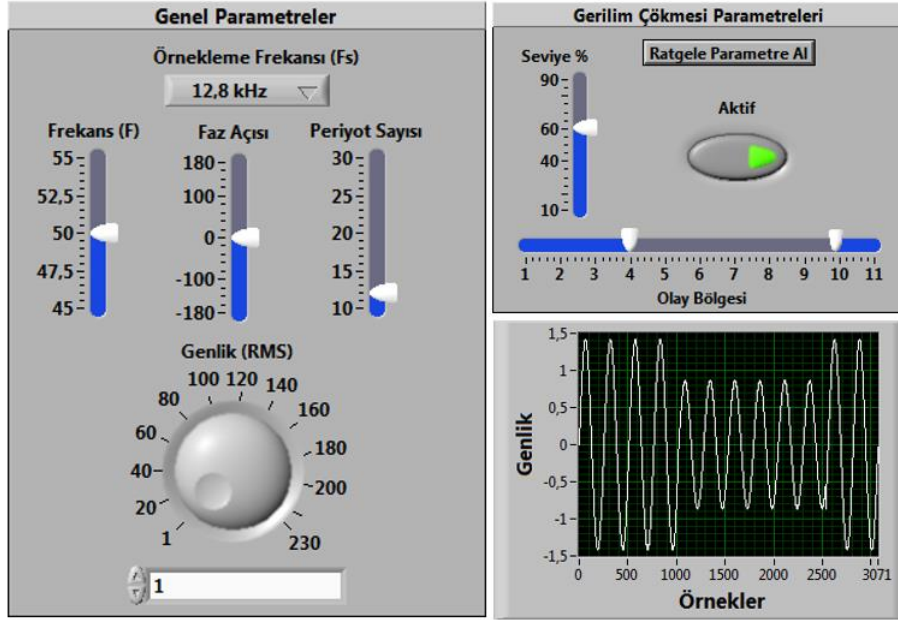 Genel Parametreler
Örnekleme Frekansı (Fs)
12,8 kHz
Frekans (F)
55
52,5
50
47,5
45
Faz Açısı
180
100
0
-100
-180
Periyot Sayısı
30
25
20
15
10
Genlik (RMS)
1 20 40 60 80 100 120 140 160 180 200 230
1
Gerilim Çökmesi Parametreleri
Seviye %
90
60
40
10
Ratgele Parametre Al
Aktif
1 2 3 4 5 6 7 8 9 10 11
Olay Bölgesi
Genlik
1,5
1
0,5
0
-0,5
-1
-1,5
0 500 1000 1500 2000 2500 3071
Örnekler